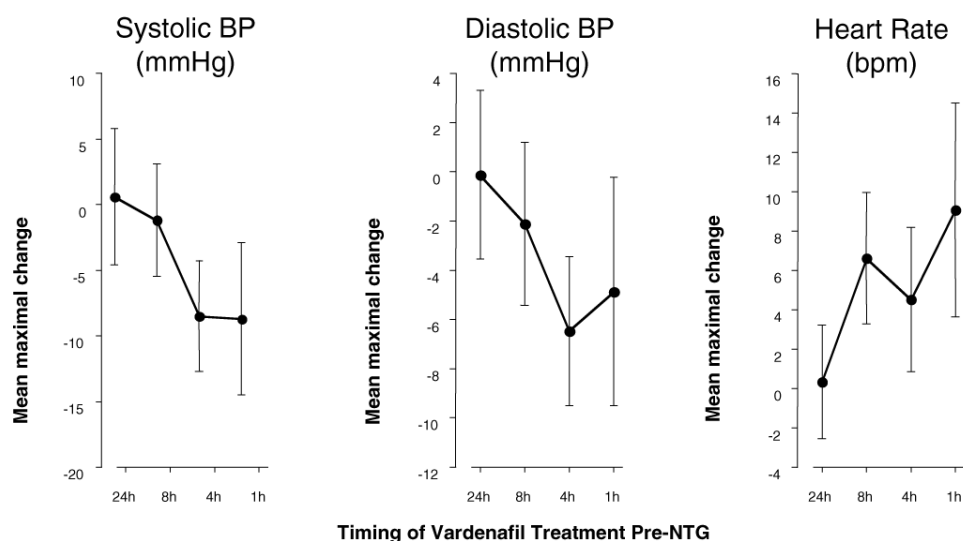 Systolic BP
(mmHg)
10
5
0
-5
-10
-15
-20
Mean maximal change
24h 8h 4h 1h
Diastolic BP
(mmHg)
4
2
0
-2
-4
-6
-8
-10
-12
Mean maximal change
24h 8h 4h 1h
Heart Rate
(bpm)
16
14
12
10
8
6
4
2
0
-2
-4
Mean maximal change
24h 8h 4h 1h
Timing of Vardenafil Treatment Pre-NTG